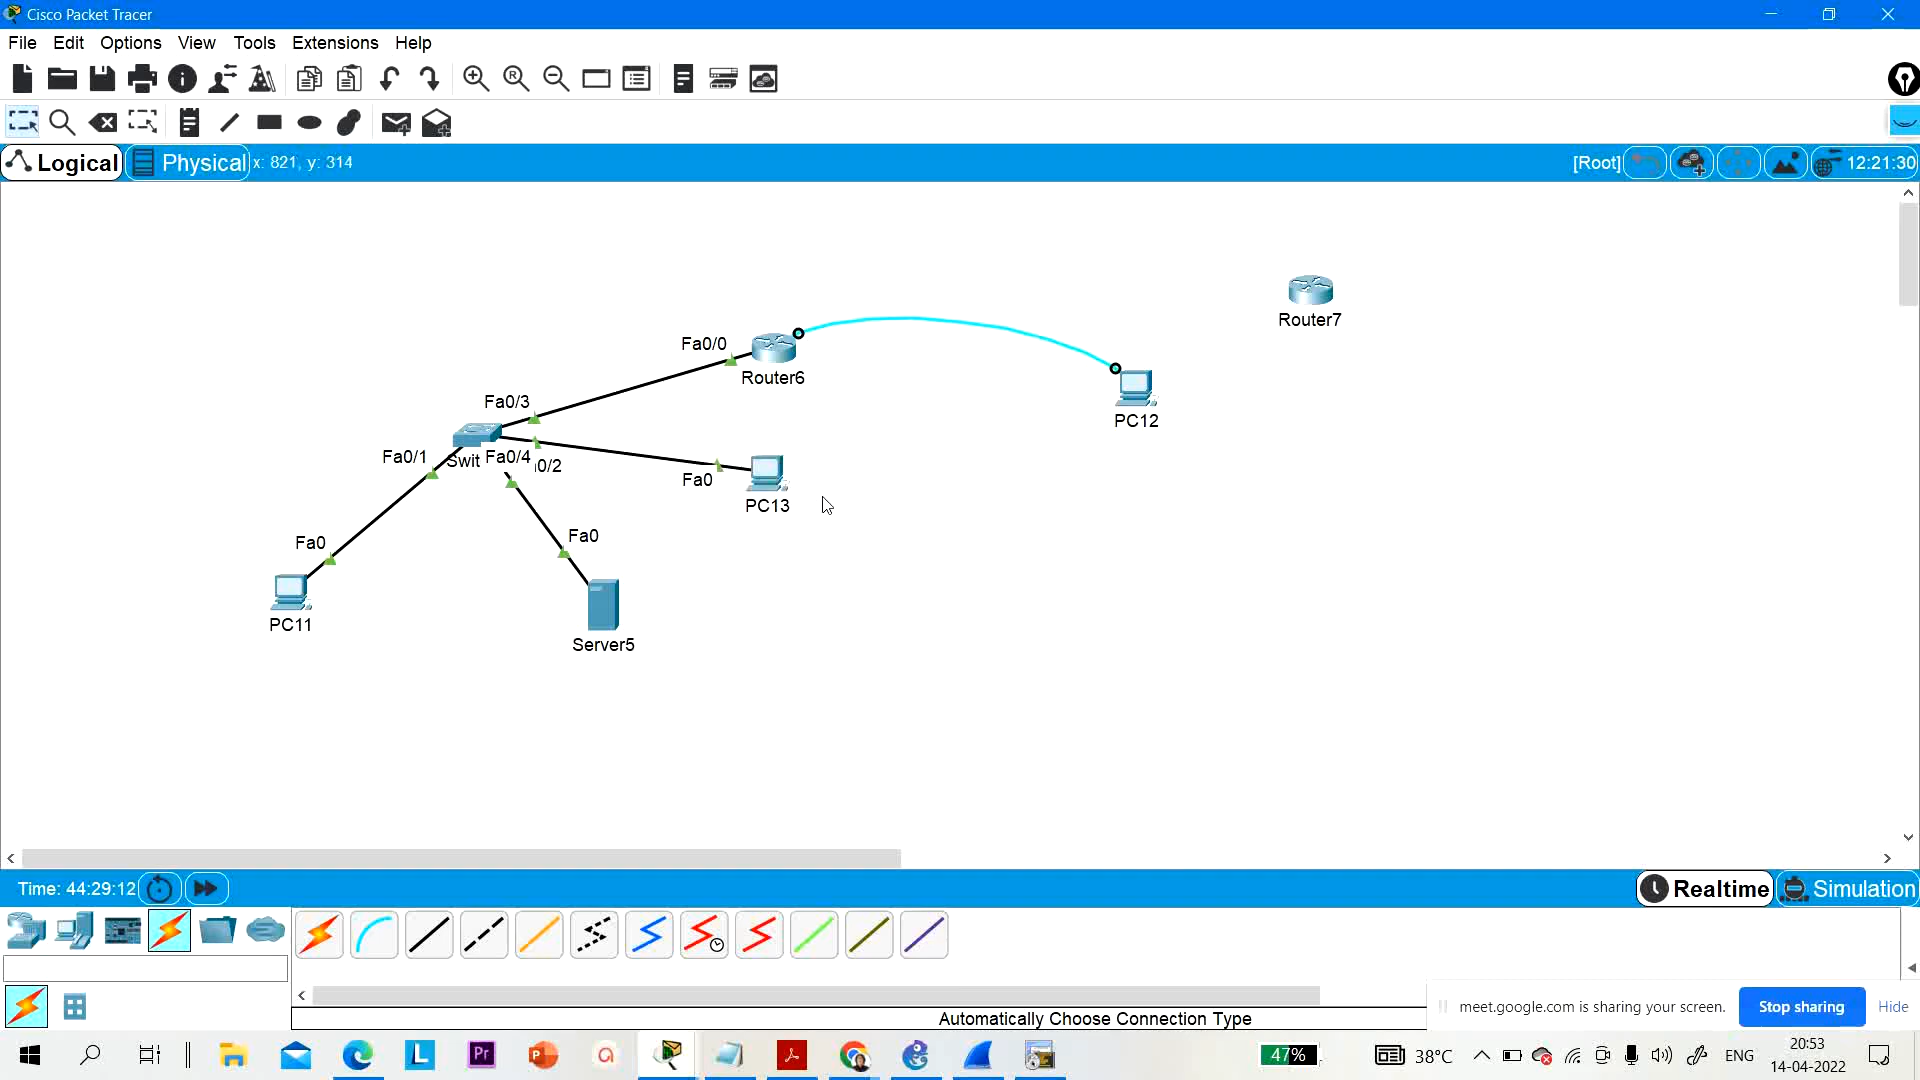 Cisco Packet Tracer
File Edit Options View Tools Extensions Help
Logical Physical x: 821, y: 314 [Root] 12:21:30
Router7
Fa0/0
Router6
Fa0/3
PC12
Fa0/1 Swit Fa0/4 0/2
Fa0
PC13
Fa0
Fa0
PC11
Server5
Time: 44:29:12 Realtime Simulation
meet.google.com is sharing your screen. Stop sharing Hide
Automatically Choose Connection Type
L Pr P 47% 38°C ENG 20:53
14-04-2022